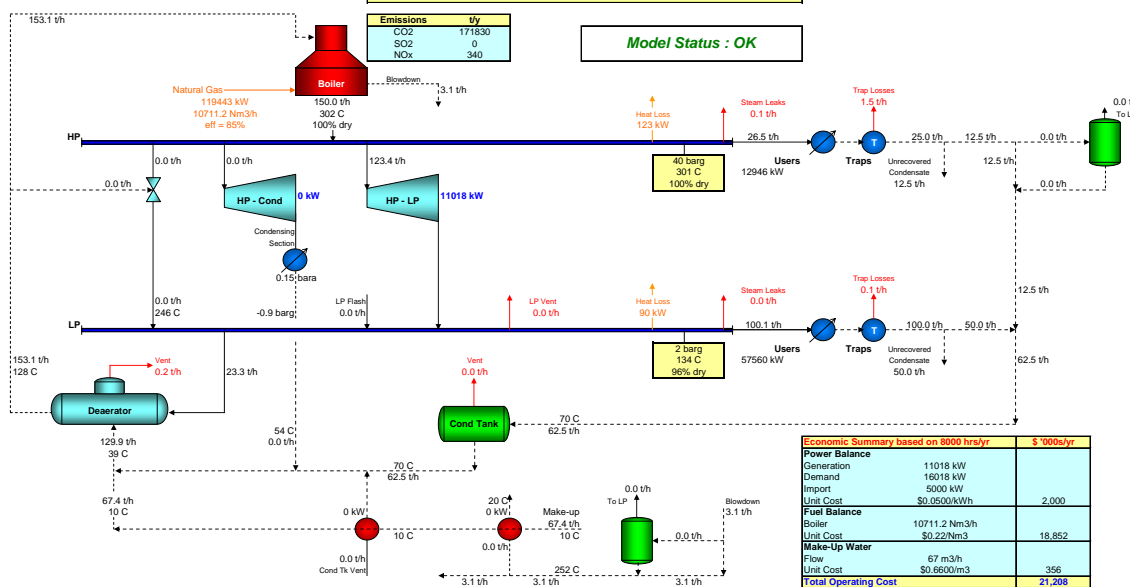 153.1 t/h
Emissions t/y
CO2 171830
SO2 0
NOx 340
Model Status : OK
Boiler
Blowdown
3.1 t/h
Natural Gas
119443 kW
10711.2 Nm3/h
eff = 85%
150.0 t/h
302 C
100% dry
Heat Loss
123 kW
Steam Leaks
0.1 t/h
Trap Losses
1.5 t/h
0.0 t
To L
HP
26.5 t/h
T
25.0 t/h
12.5 t/h
0.0 t/h
0.0 t/h
0.0 t/h
123.4 t/h
40 barg
301 C
100% dry
Users
12946 kW
Traps
Unrecovered
Condensate
12.5 t/h
12.5 t/h
0.0 t/h
0.0 t/h
HP - Cond
0 kW
HP - LP
11018 kW
Condensing
Section
0.15 bara
0.0 t/h
246 C
-0.9 barg
LP Flash
0.0 t/h
LP Vent
0.0 t/h
Heat Loss
90 kW
Steam Leaks
0.0 t/h
Trap Losses
0.1 t/h
12.5 t/h
LP
100.1 t/h
T
100.0 t/h
50.0 t/h
2 barg
134 C
96% dry
Users
57560 kW
Traps
Unrecovered
Condensate
50.0 t/h
62.5 t/h
153.1 t/h
128 C
Vent
0.2 t/h
23.3 t/h
Vent
0.0 t/h
Deaerator
Cond Tank
70 C
62.5 t/h
129.9 t/h
39 C
54 C
0.0 t/h
70 C
62.5 t/h
67.4 t/h
10 C
0 kW
10 C
20 C
0 kW
Make-up
67.4 t/h
10 C
0.0 t/h
To LP
Blowdown
3.1 t/h
0.0 t/h
0.0 t/h
Cond Tk Vent
0.0 t/h
252 C
3.1 t/h
3.1 t/h
3.1 t/h
Economic Summary based on 8000 hrs/yr $ '000s/yr
Power Balance
Generation 11018 kW
Demand 16018 kW
Import 5000 kW
Unit Cost $0.0500/kWh 2,000
Fuel Balance
Boiler 10711.2 Nm3/h
Unit Cost $0.22/Nm3 18,852
Make-Up Water
Flow 67 m3/h
Unit Cost $0.6600/m3 356
Total Operating Cost 21,208